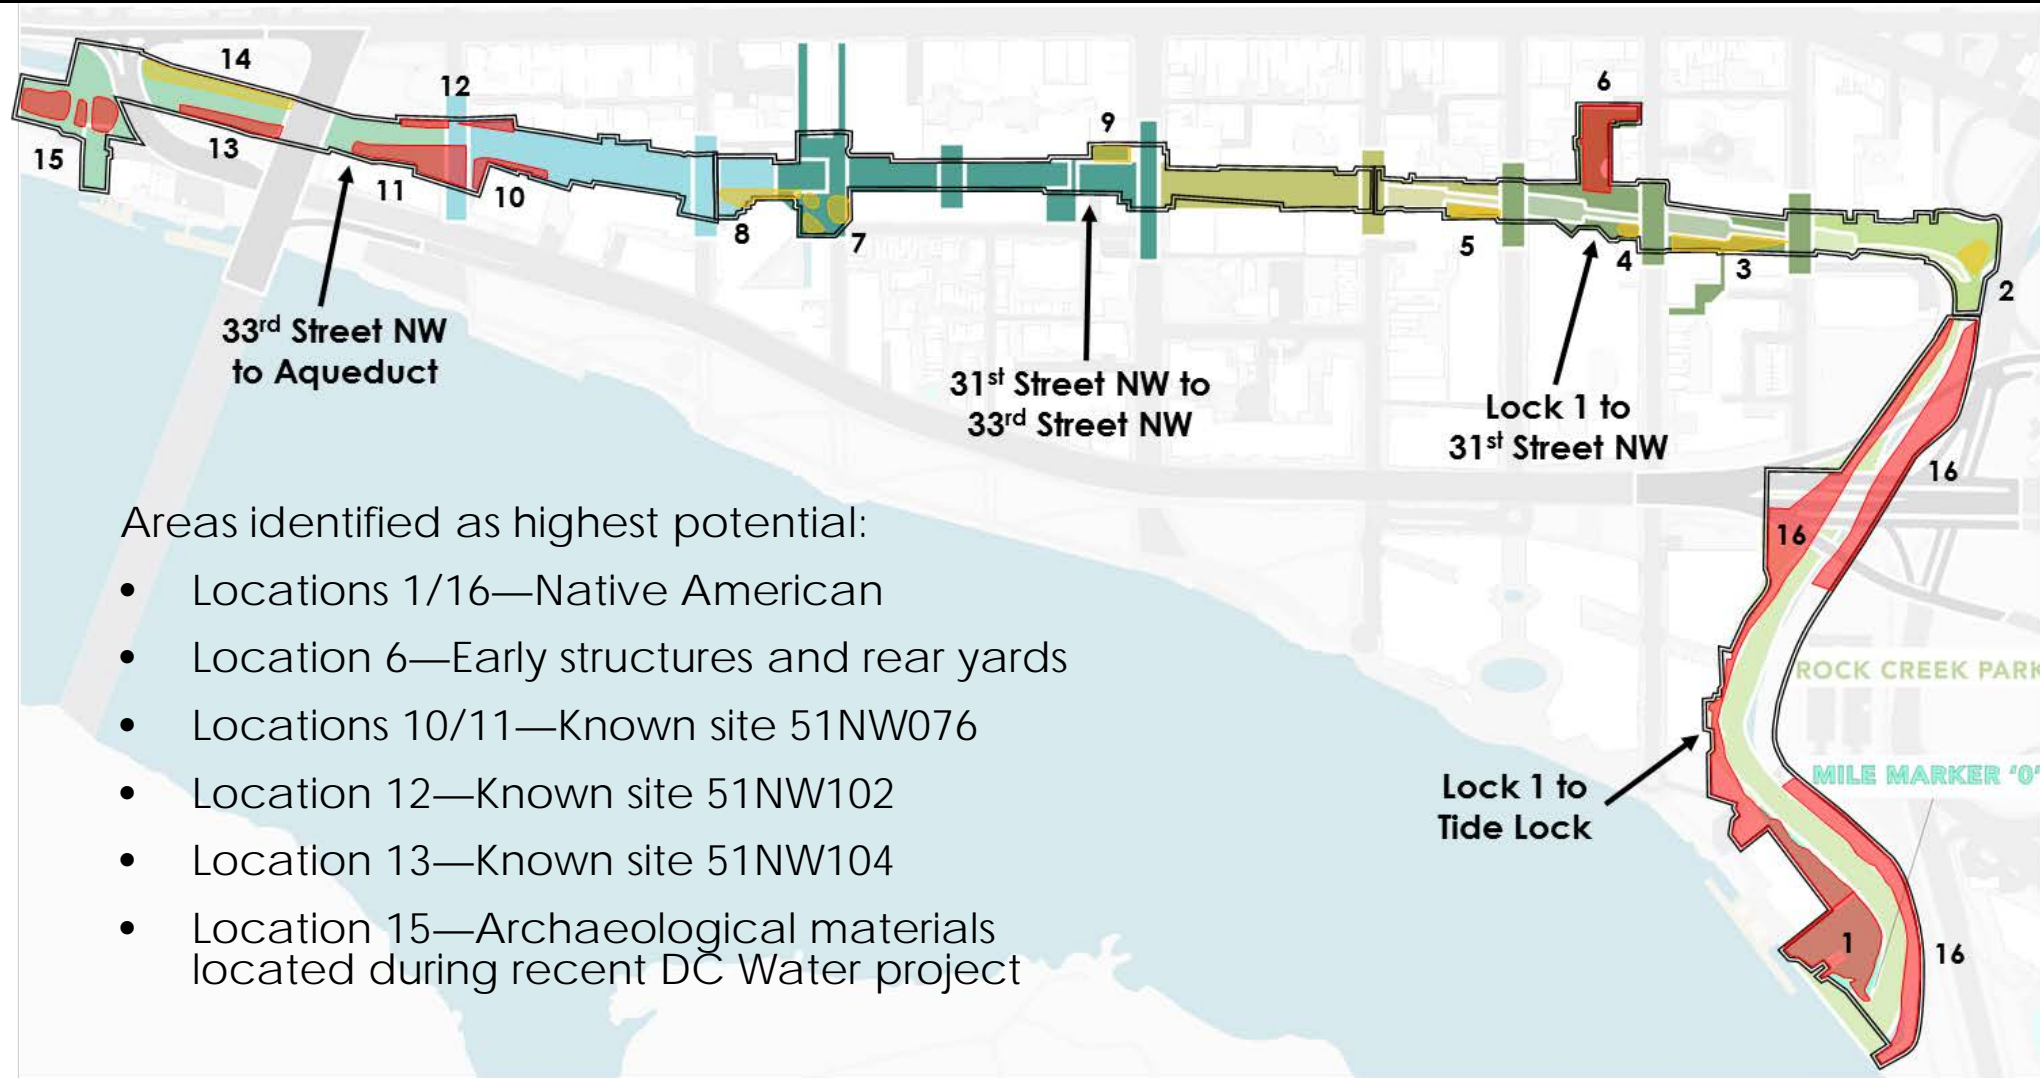 14
12
6
9
15
13
11
10
8
7
5
4
3
2
33rd Street NW
to Aqueduct
31st Street NW to
33rd Street NW
Lock 1 to
31st Street NW
16
16
Areas identified as highest potential:
• Locations 1/16—Native American
• Location 6—Early structures and rear yards
• Locations 10/11—Known site 51NW076
• Location 12—Known site 51NW102
• Location 13—Known site 51NW104
• Location 15—Archaeological materials
located during recent DC Water project
ROCK CREEK PARK
MILE MARKER '0'
Lock 1 to
Tide Lock
1
16